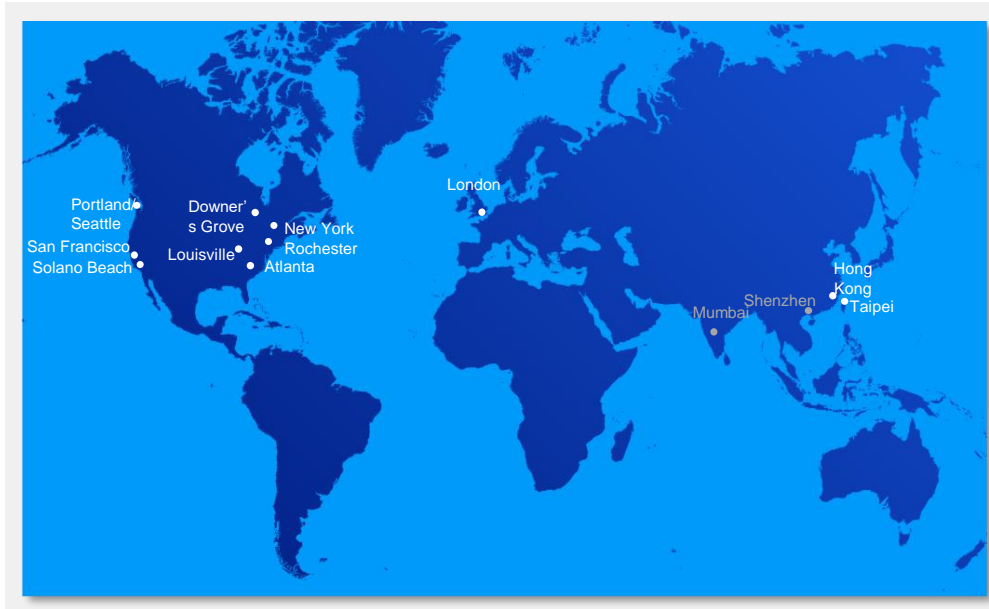 London
Portland/
Seattle
Downer’
s Grove
New York
San Francisco
Louisville
Rochester
Solano Beach
Atlanta
Hong
Kong
Shenzhen
Taipei
Mumbai